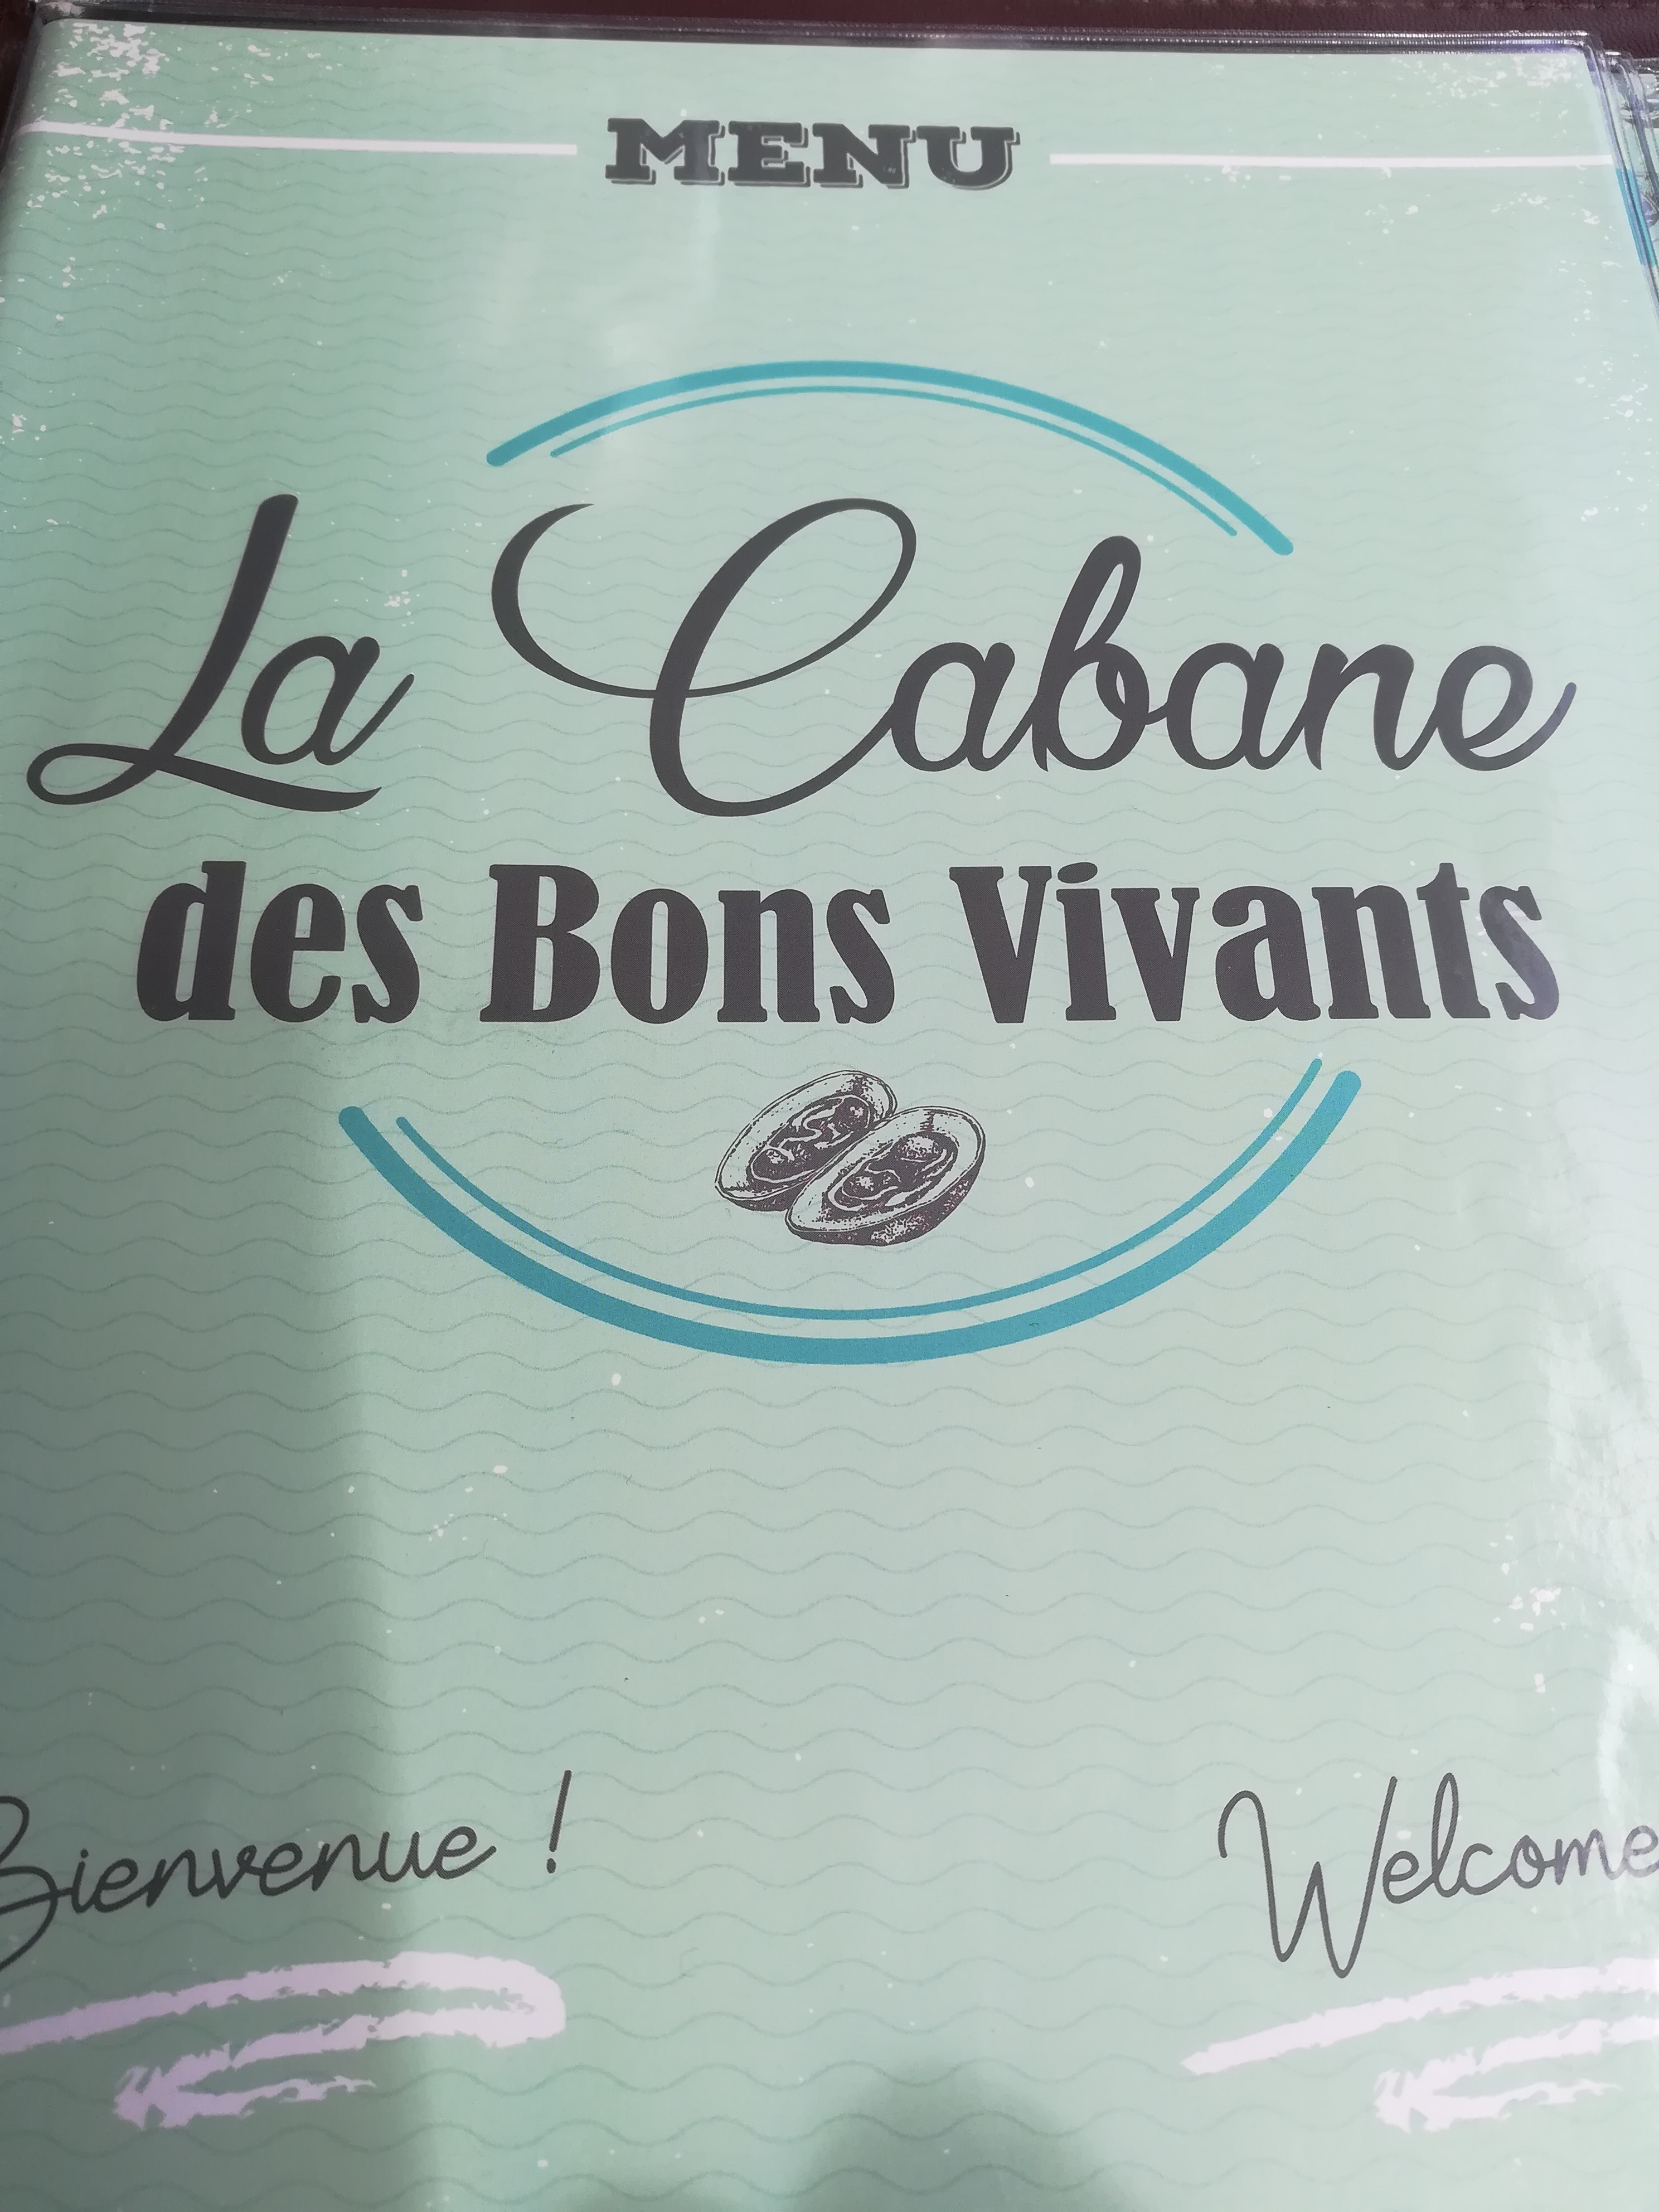 MENU
La Cabane
des Bons Vivants
Bienvenue !
Welcome